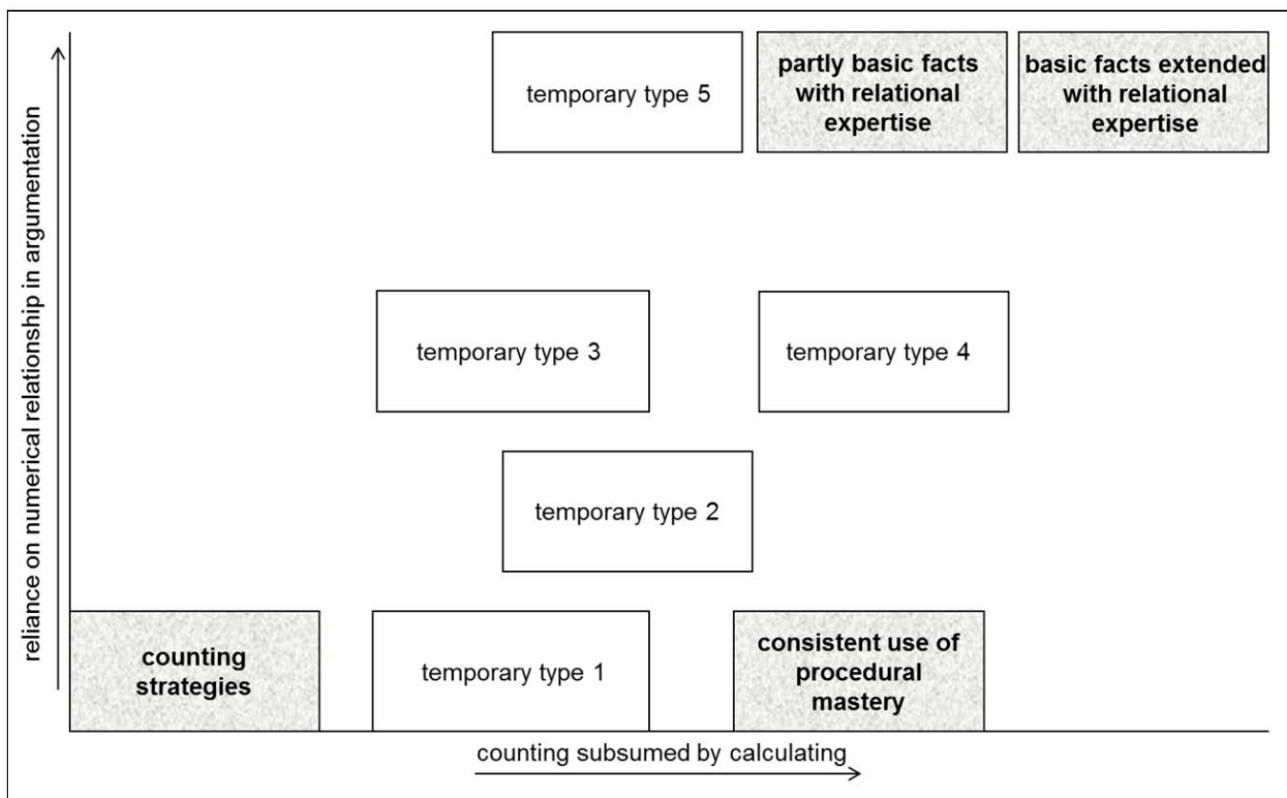 reliance on numerical relationship in argumentation
temporary type 5
partly basic facts
with relational
expertise
basic facts extended
with relational
expertise
temporary type 3
temporary type 4
temporary type 2
counting
strategies
temporary type 1
consistent use of
procedural
mastery
counting subsumed by calculating